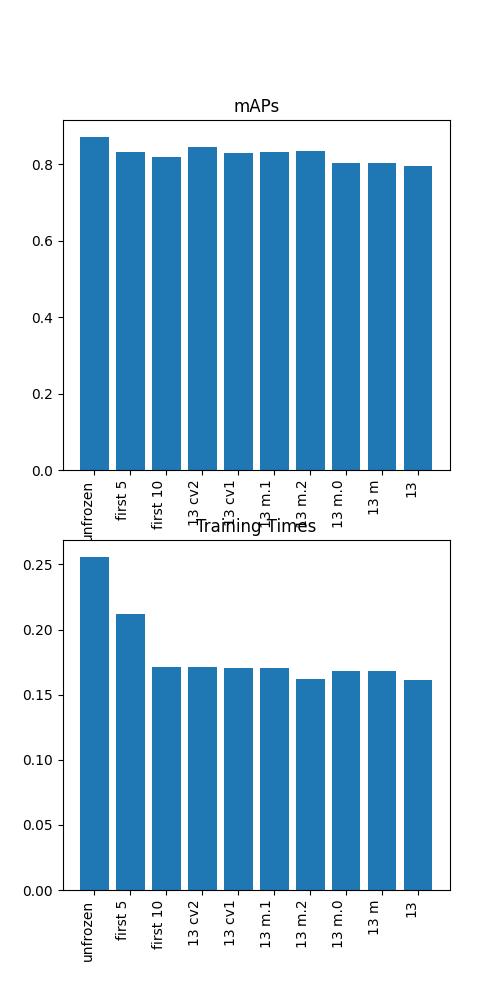 mAPs
0.8
0.6
0.4
0.2
0.0
unfrozen
first 5
first 10
13 cv2
13 cv1
13 m.1
13 m.2
13 m.0
13 m
13
Training Times
0.25
0.20
0.15
0.10
0.05
0.00
unfrozen
first 5
first 10
13 cv2
13 cv1
13 m.1
13 m.2
13 m.0
13 m
13